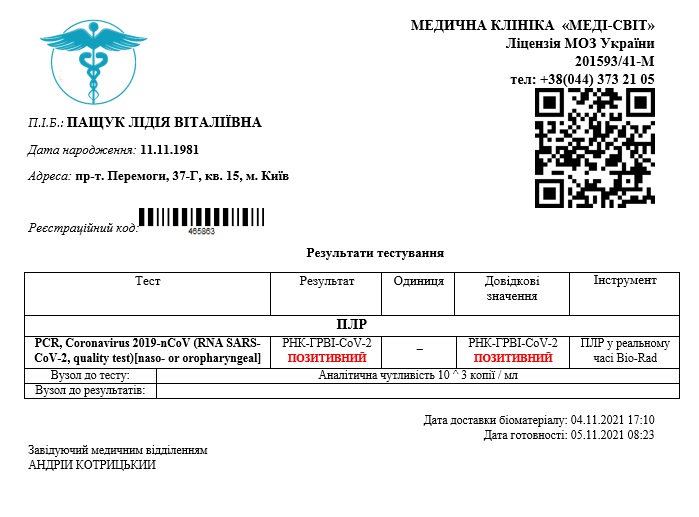 МЕДИЧНА КЛІНІКА «МЕДІ-СВІТ»
Ліцензія МОЗ України
201593/41-М
тел: +38(044) 373 21 05
П.І.Б.: ПАЩУК ЛІДІЯ ВІТАЛІЇВНА
Дата народження: 11.11.1981
Адреса: пр-т. Перемоги, 37-Г, кв. 15, м. Київ
Реєстраційний код:
465863
Результати тестування
Тест Результат Одиниця Довідкові значення Інструмент
ПЛР
PCR, Coronavirus 2019-nCoV (RNA SARS- РНК-ГРВІ-CoV-2 – РНК-ГРВІ-CoV-2 ПЛР у реальному
CoV-2, quality test)[naso- or oropharyngeal] ПОЗИТИВНИЙ ПОЗИТИВНИЙ часі Bio-Rad
Вузол до тесту: Аналітична чутливість 10 ^ 3 копії / мл
Вузол до результатів:
Дата доставки біоматеріалу: 04.11.2021 17:10
Дата готовності: 05.11.2021 08:23
Завідуючий медичним відділенням
АНДРІИ КОТРИЦЬКИИ